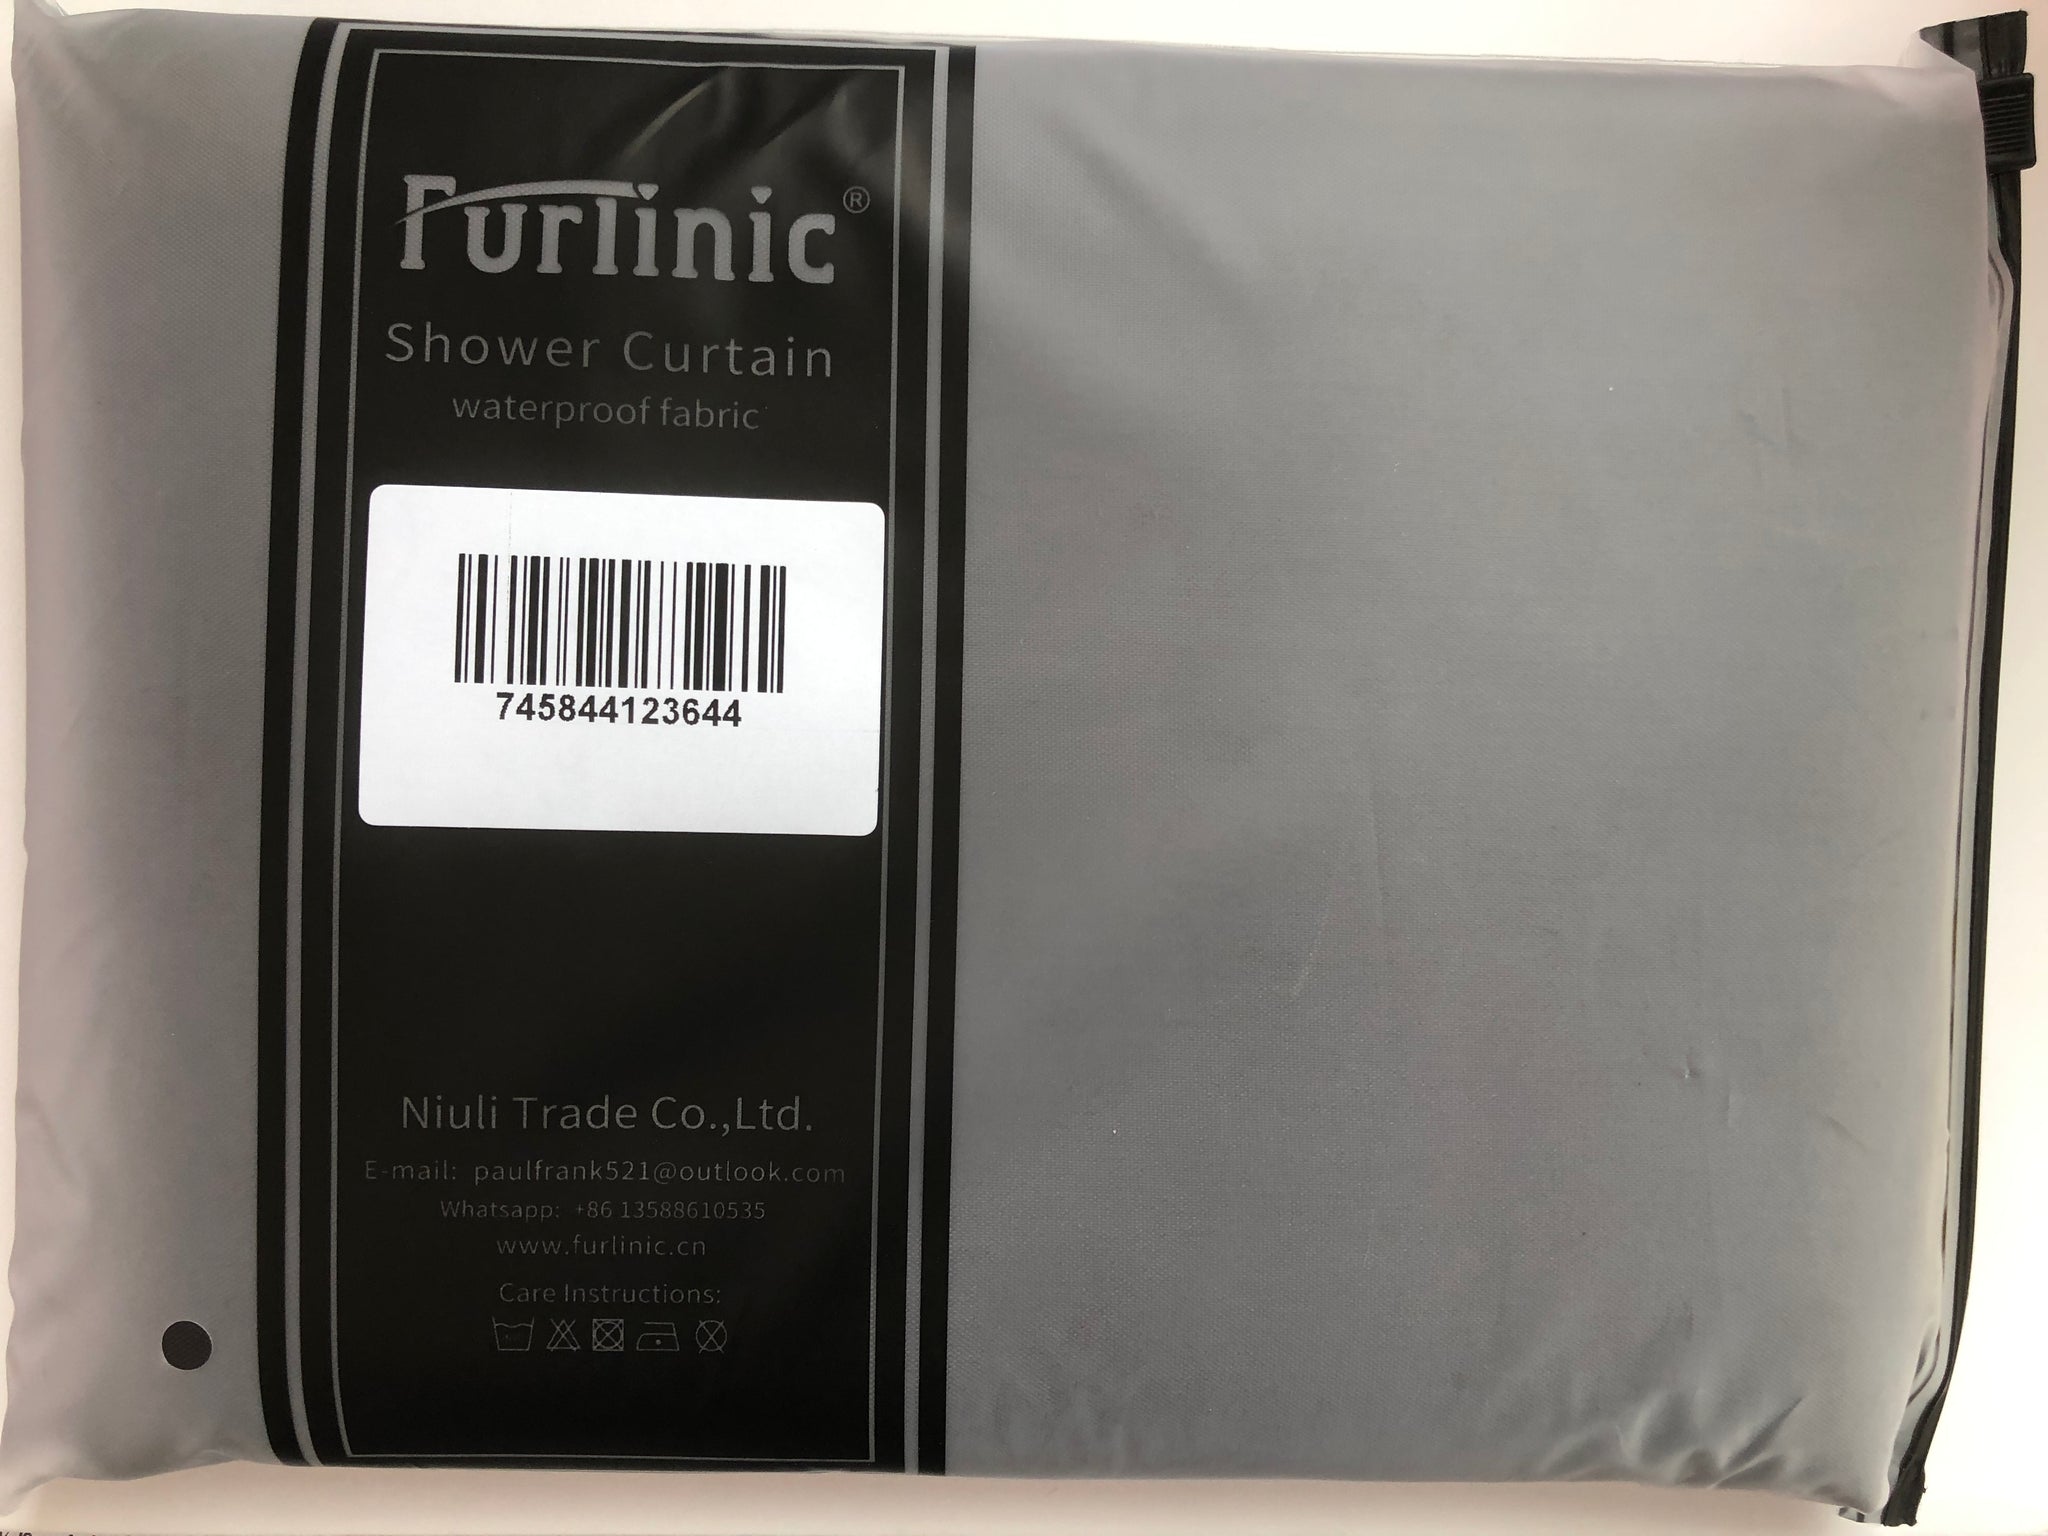 Furlinic®
Shower Curtain
waterproof fabric
745844123644
Niuli Trade Co.,Ltd.
E-mail: paulfrank521@outlook.com
Whatsapp: +86 13588610535
www.furlinic.cn
Care Instructions: